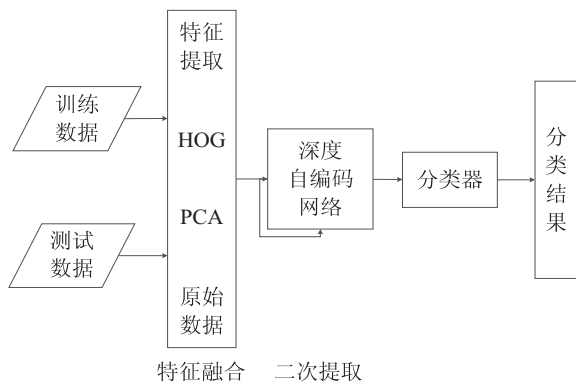 训练
数据
测试
数据
特征
提取
HOG
PCA
原始
数据
深度
自编码
网络
分类器
分
类
结
果
特征融合
二次提取